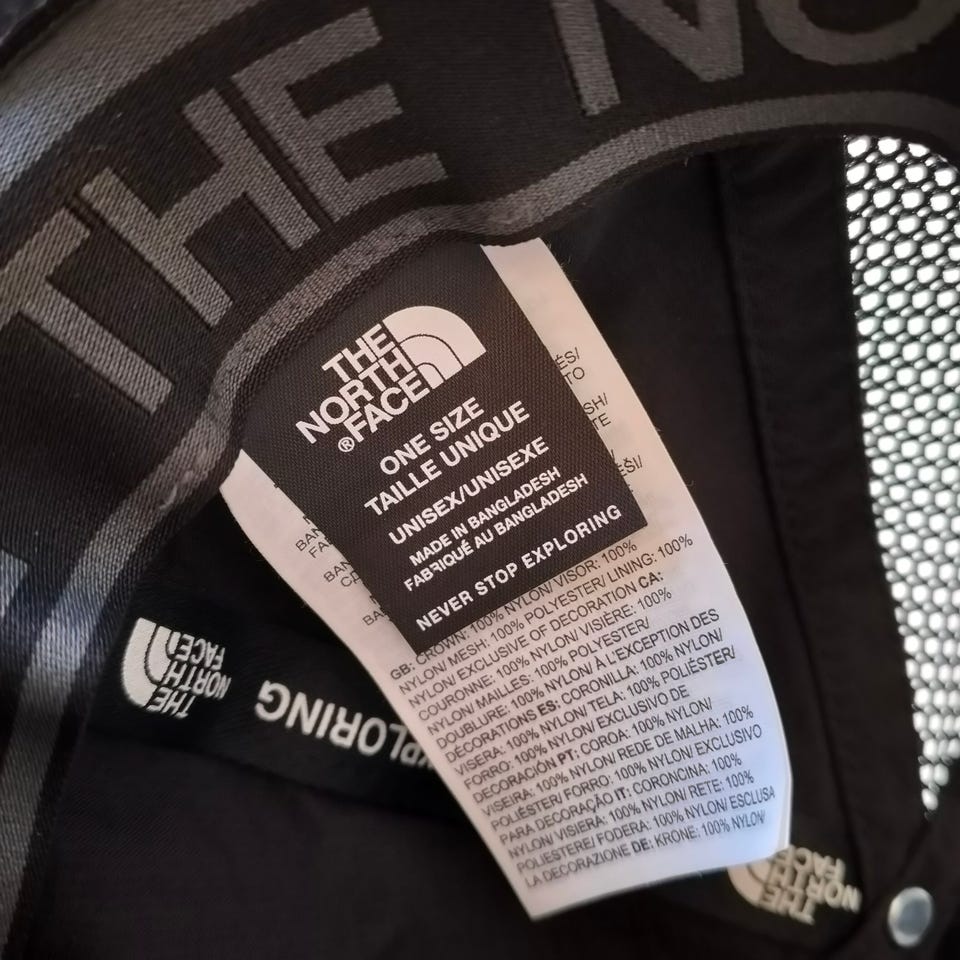 THE NO
THE
NORTH
FACE
®
ONE SIZE
TAILLE UNIQUE
UNISEX/UNISEXE
MADE IN BANGLADESH
FABRIQUÉ AU BANGLADESH
NEVER STOP EXPLORING
GB: CROWN: 100% NYLON/ VISOR: 100%
NYLON/ MESH: 100% POLYESTER/ LINING: 100%
NYLON/ EXCLUSIVE OF DECORATION CA:
COURONNE: 100% NYLON/ VISIÈRE: 100%
NYLON/ MAILLES: 100% POLYESTER/
DOUBLURE: 100% NYLON/ À L'EXCEPTION DES
DÉCORATIONS ES: CORONILLA: 100% NYLON/
VISERA: 100% NYLON/ TELA: 100% POLIÉSTER/
FORRO: 100% NYLON/ EXCLUSIVO DE
DECORACIÓN PT: COROA: 100% NYLON/
VISEIRA: 100% NYLON/ REDE DE MALHA: 100%
POLIÉSTER/ FORRO: 100% NYLON/ EXCLUSIVO
PARA DECORAÇÃO IT: CORONCINA: 100%
NYLON/ VISIERA: 100% NYLON/ RETE: 100%
POLIESTERE/ FODERA: 100% NYLON/ ESCLUSA
LA DECORAZIONE DE: KRONE: 100% NYLON/
THE
NORTH
FACE
PLORING
THE
NORTH
FACE